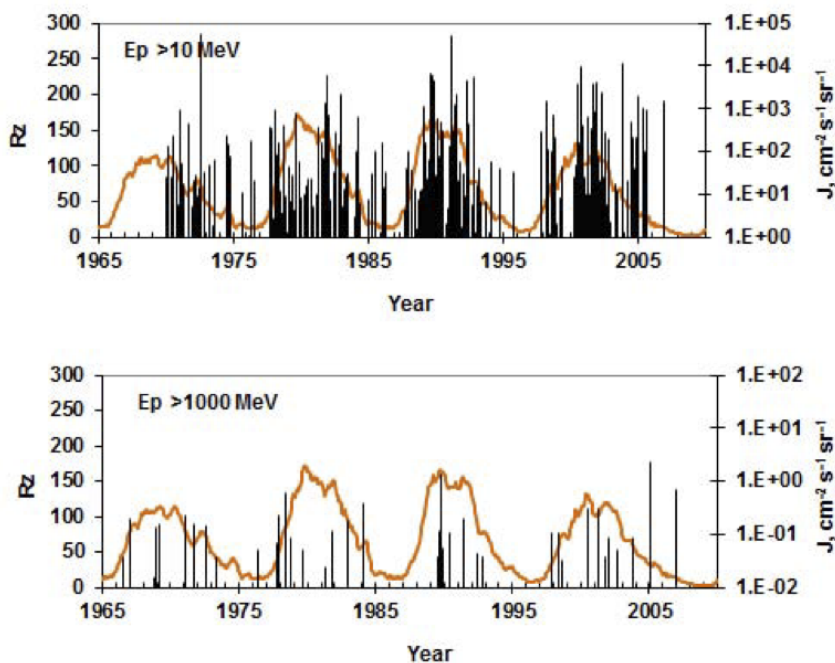 300
250
200
150
100
50
0
Rz
Ep >10 MeV
1.E+05
1.E+04
1.E+03
1.E+02
1.E+01
1.E+00
J, cm⁻² s⁻¹ sr⁻¹
1965 1975 1985 1995 2005
Year
300
250
200
150
100
50
0
Rz
Ep >1000 MeV
1.E+02
1.E+01
1.E+00
1.E-01
1.E-02
J, cm⁻² s⁻¹ sr⁻¹
1965 1975 1985 1995 2005
Year